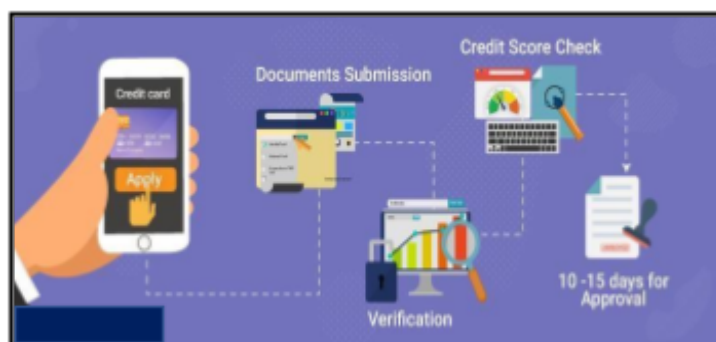 Credit card
Apply
Documents Submission
Verification
Credit Score Check
10 -15 days for
Approval